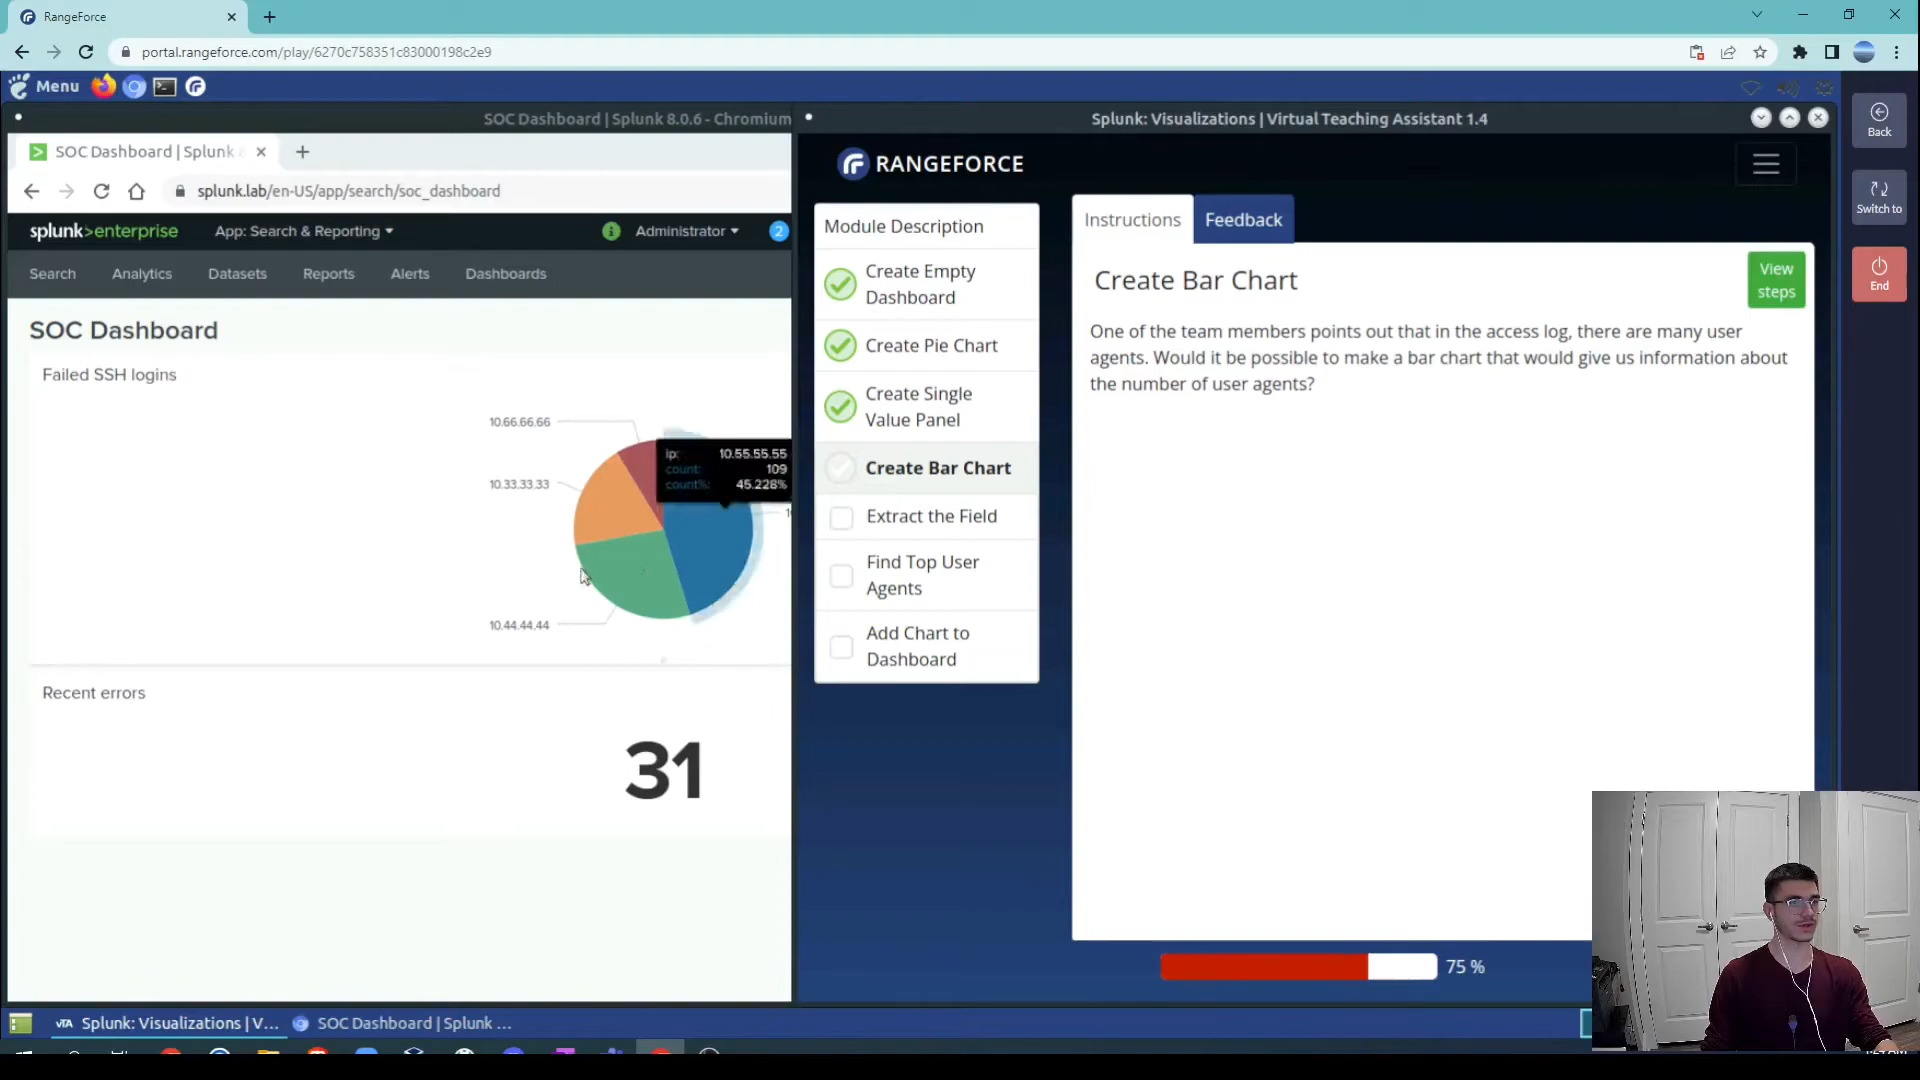 RangeForce
portal.rangeforce.com/play/6270c758351c83000198c2e9
Menu
SOC Dashboard | Splunk 8.0.6 - Chromium
Splunk: Visualizations | Virtual Teaching Assistant 1.4
Back
Switch to
End
SOC Dashboard | Splunk
splunk.lab/en-US/app/search/soc_dashboard
splunk>enterprise
App: Search & Reporting
Administrator
2
Search
Analytics
Datasets
Reports
Alerts
Dashboards
SOC Dashboard
Failed SSH logins
10.66.66.66
10.33.33.33
10.44.44.44
ip: 10.55.55.55
count: 109
count%: 45.228%
Recent errors
31
RANGEFORCE
Module Description
Create Empty
Dashboard
Create Pie Chart
Create Single
Value Panel
Create Bar Chart
Extract the Field
Find Top User
Agents
Add Chart to
Dashboard
Instructions
Feedback
Create Bar Chart
View
steps
One of the team members points out that in the access log, there are many user
agents. Would it be possible to make a bar chart that would give us information about
the number of user agents?
75 %
vTA Splunk: Visualizations | V...
SOC Dashboard | Splunk ...